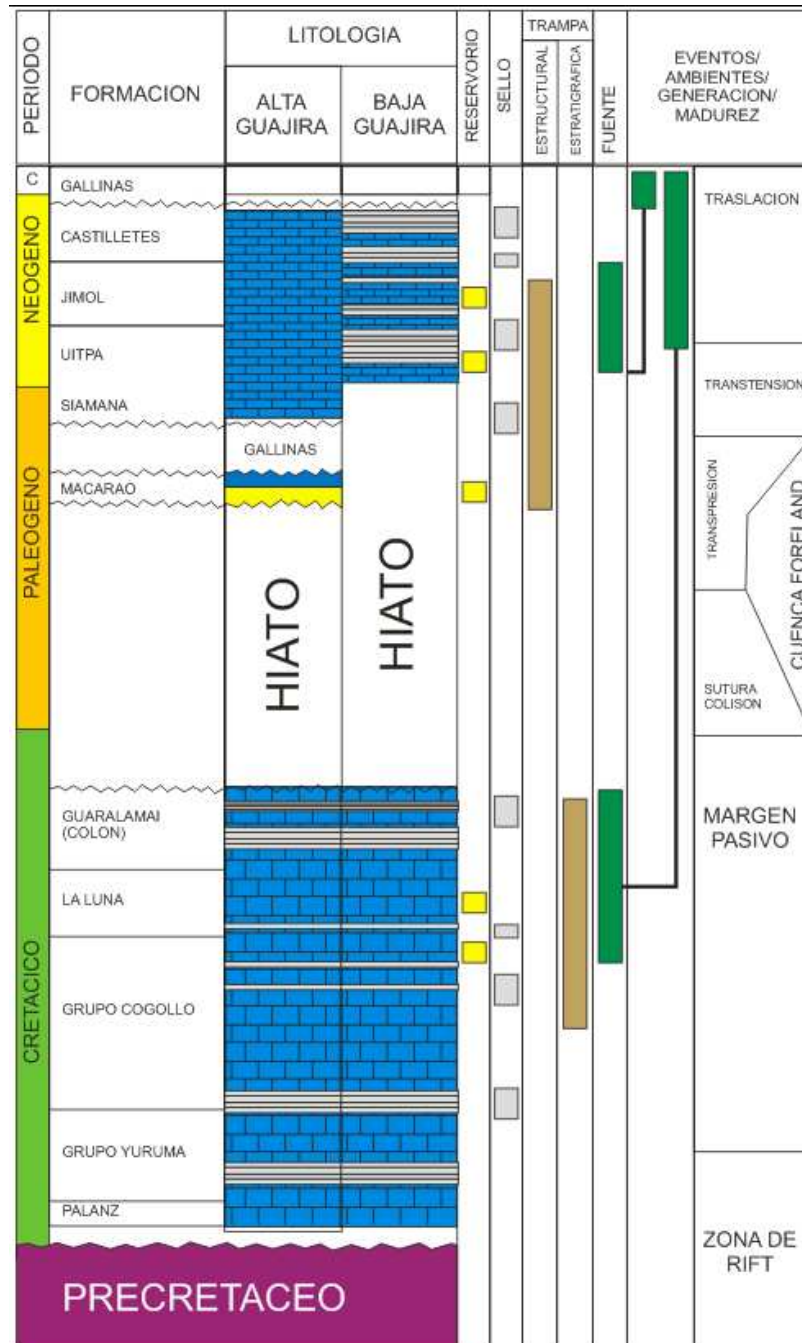 PERIODO
FORMACION
LITOLOGIA
ALTA
GUAJIRA
BAJA
GUAJIRA
RESERVORIO
SELLO
TRAMPA
ESTRUCTURAL
ESTRATIGRAFICA
FUENTE
EVENTOS/
AMBIENTES/
GENERACION/
MADUREZ
C
GALLINAS
TRASLACION
NEOGENO
CASTILLETES
JIMOL
UITPA
TRANSTENSION
PALEOGENO
SIAMANA
GALLINAS
MACARAO
TRANSPRESION
CUENCA FORELAND
HIATO
HIATO
SUTURA
COLISON
CRETACICO
GUARALAMAI
(COLON)
MARGEN
PASIVO
LA LUNA
GRUPO COGOLLO
GRUPO YURUMA
PALANZ
ZONA DE
RIFT
PRECRETACEO